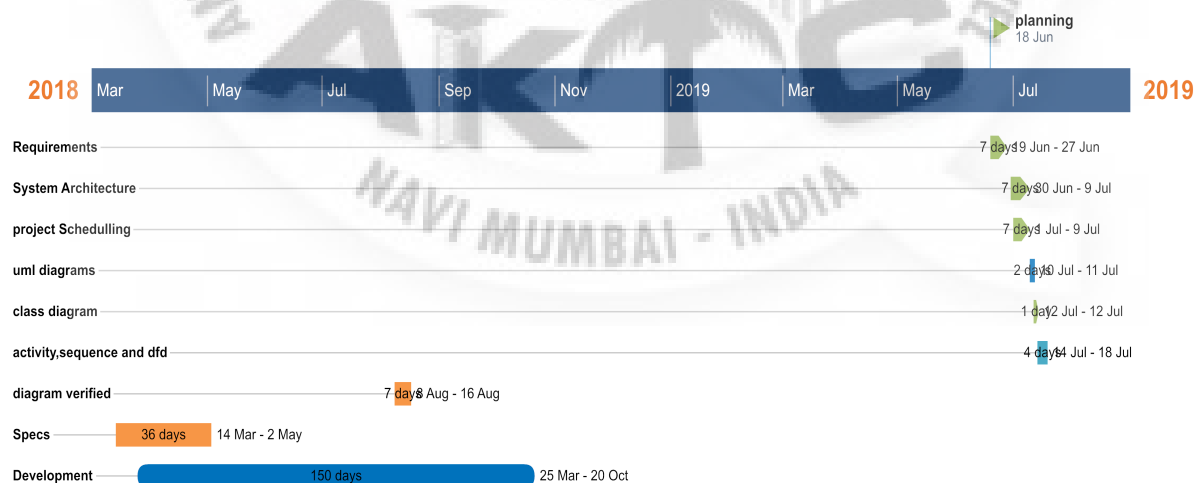 planning
18 Jun
2018 Mar May Jul Sep Nov 2019 Mar May Jul 2019
Requirements 7 days 19 Jun - 27 Jun
System Architecture 7 days 30 Jun - 9 Jul
project Schedulling 7 days 1 Jul - 9 Jul
uml diagrams 2 days 10 Jul - 11 Jul
class diagram 1 day 12 Jul - 12 Jul
activity,sequence and dfd 4 days 14 Jul - 18 Jul
diagram verified 7 days 8 Aug - 16 Aug
Specs 36 days 14 Mar - 2 May
Development 150 days 25 Mar - 20 Oct
AKTC
NAVI MUMBAI - INDIA